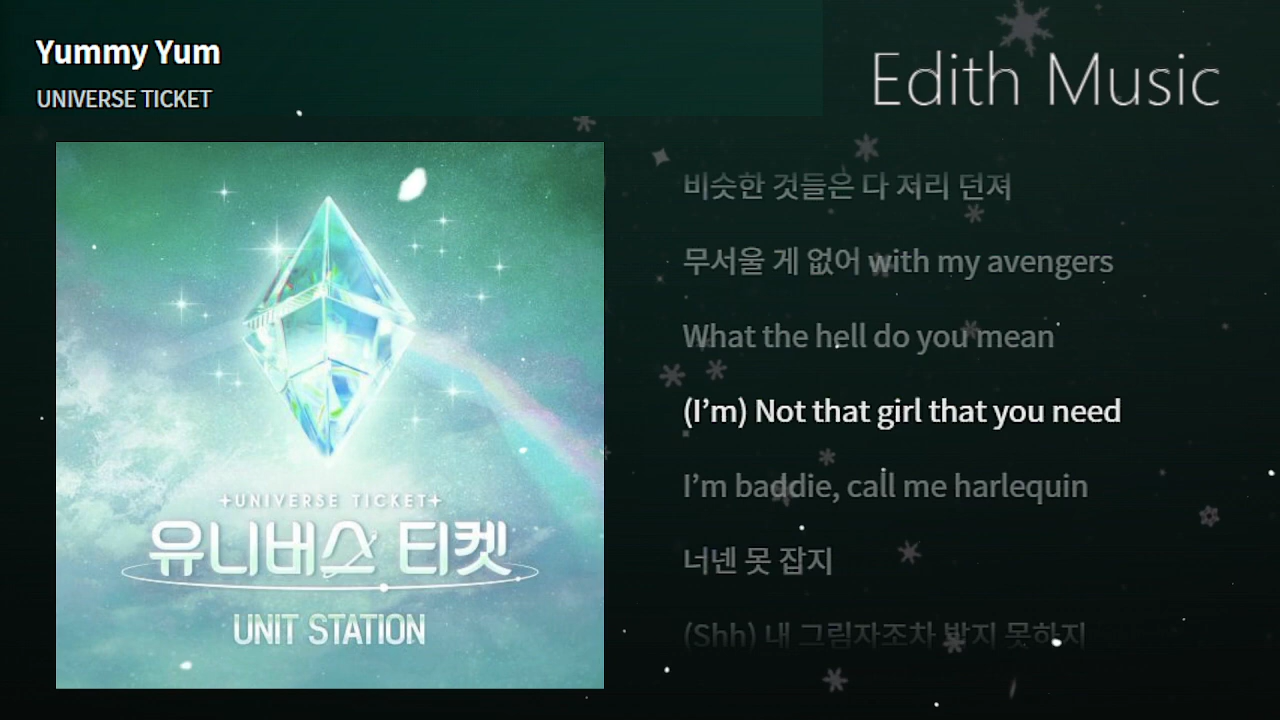 Yummy Yum
UNIVERSE TICKET
Edith Music
+UNIVERSE TICKET+
유니버스 티켓
UNIT STATION
비슷한 것들은 다 저리 던져
무서울 게 없어 with my avengers
What the hell do you mean
(I’m) Not that girl that you need
I’m baddie, call me harlequin
너넨 못 잡지
(Shh) 내 그림자조차 밟지 못하지